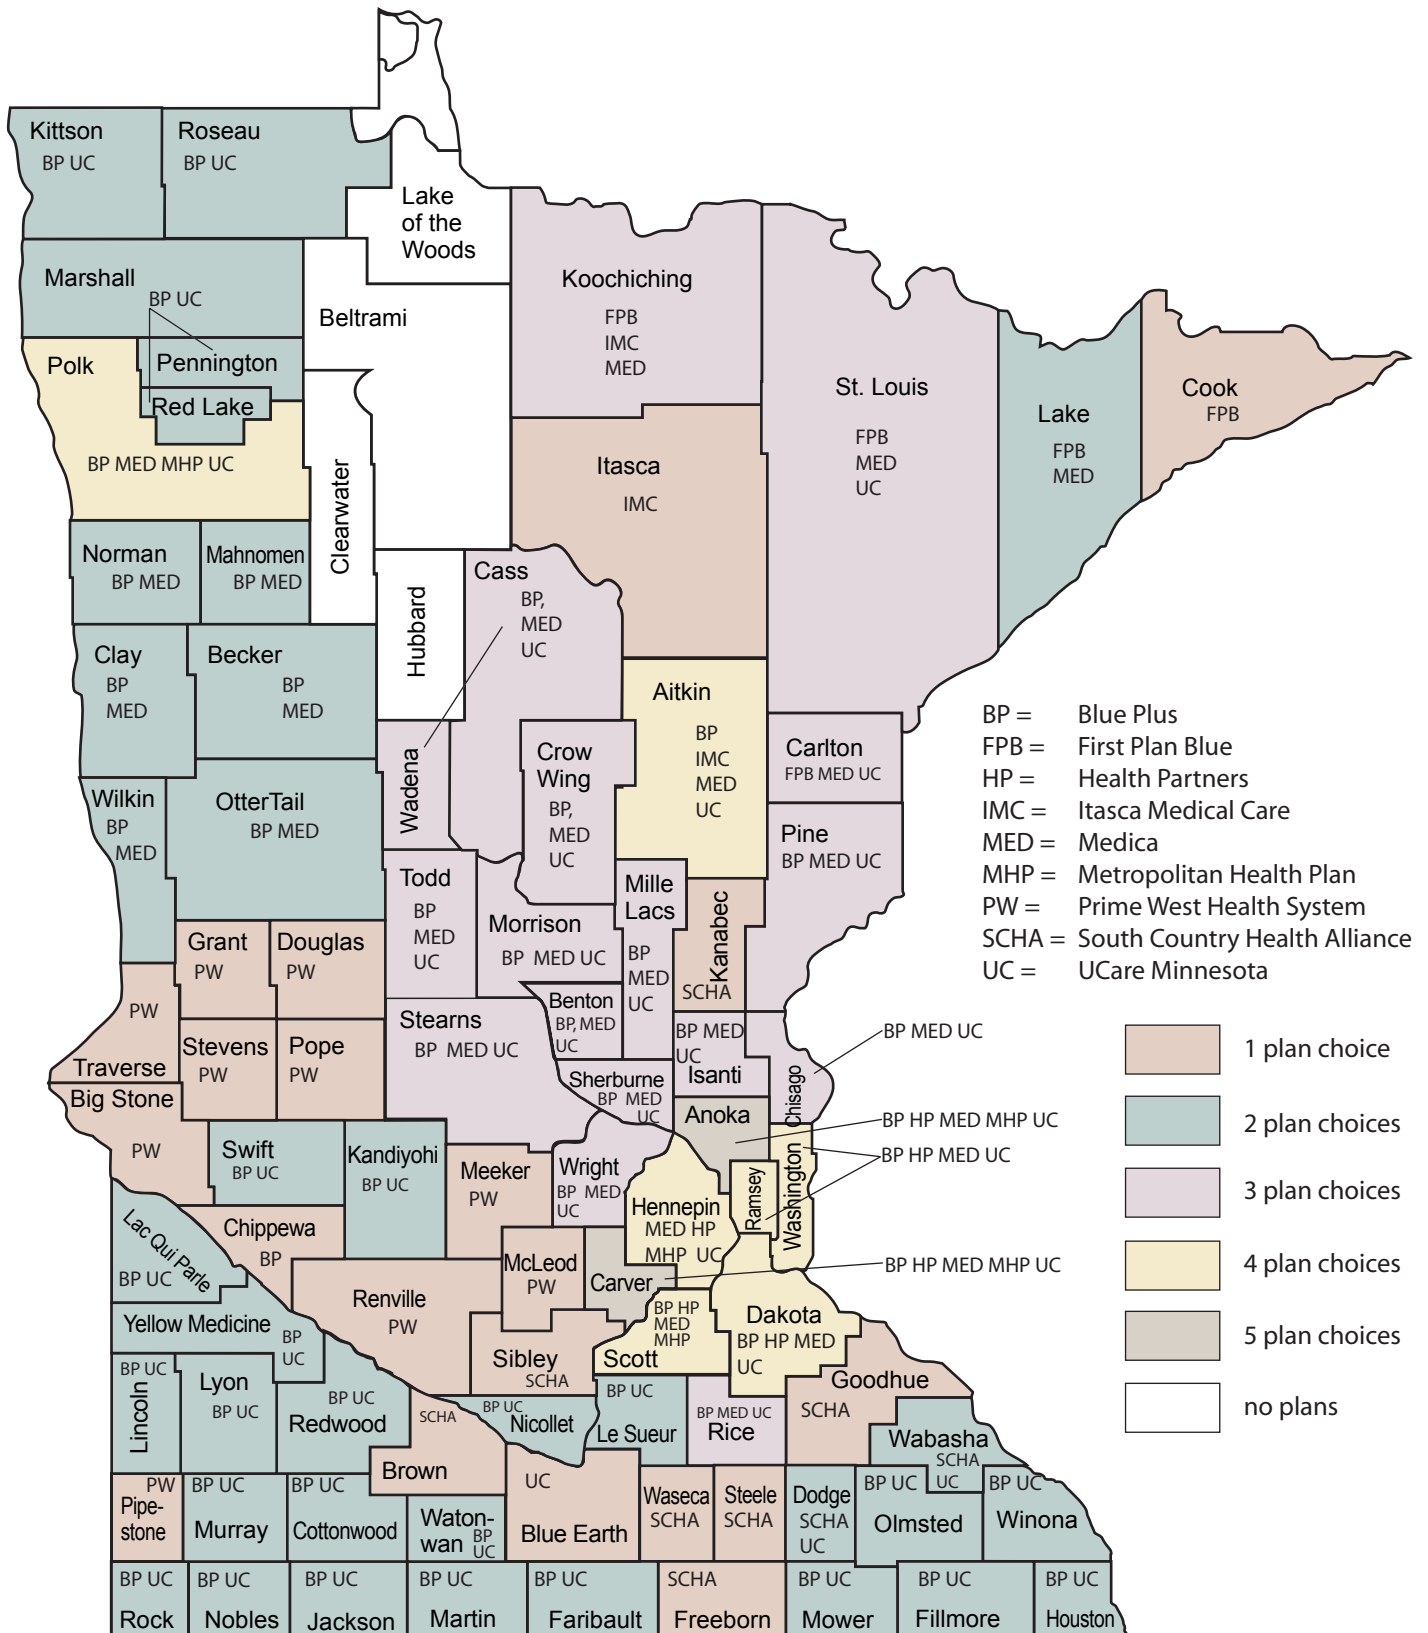 Kittson
BP UC
Roseau
BP UC
Lake
of the
Woods
Marshall
BP UC
Beltrami
Koochiching
FPB
IMC
MED
St. Louis
FPB
MED
UC
Lake
FPB
MED
Cook
FPB
Polk
BP MED MHP UC
Pennington
Red Lake
Clearwater
Itasca
IMC
Norman
BP MED
Mahnomen
BP MED
Hubbard
Cass
BP,
MED
UC
Clay
BP
MED
Becker
BP
MED
Aitkin
BP
IMC
MED
UC
Wadena
Crow
Wing
BP,
MED
UC
Carlton
FPB MED UC
Wilkin
BP
MED
OtterTail
BP MED
Pine
BP MED UC
Todd
BP
MED
UC
Morrison
BP MED UC
Mille
Lacs
BP
MED
UC
Kanabec
SCHA
Grant
PW
Douglas
PW
PW
Traverse
Stevens
PW
Pope
PW
Stearns
BP MED UC
Benton
BP, MED
UC
BP MED
UC
Isanti
Chisago
BP MED UC
Sherburne
BP MED
UC
Big Stone
PW
Swift
BP UC
Kandiyohi
BP UC
Meeker
PW
Wright
BP MED
UC
Anoka
BP HP MED MHP UC
Ramsey
Washington
BP HP MED UC
Hennepin
MED HP
MHP UC
Lac Qui Parle
BP UC
Chippewa
BP
McLeod
PW
Carver
BP HP MED MHP UC
Renville
PW
Yellow Medicine
BP
UC
Sibley
SCHA
BP HP
MED
MHP
Scott
Dakota
BP HP MED
UC
Goodhue
SCHA
BP UC
Lincoln
Lyon
BP UC
BP UC
Redwood
SCHA
Brown
BP UC
Nicollet
BP UC
Le Sueur
BP MED UC
Rice
Wabasha
SCHA
UC
PW
Pipe-
stone
BP UC
Murray
BP UC
Cottonwood
Waton-
wan
BP
UC
UC
Blue Earth
Waseca
SCHA
Steele
SCHA
Dodge
SCHA
UC
BP UC
Olmsted
BP UC
Winona
BP UC
Rock
BP UC
Nobles
BP UC
Jackson
BP UC
Martin
BP UC
Faribault
SCHA
Freeborn
BP UC
Mower
BP UC
Fillmore
BP UC
Houston
BP = Blue Plus
FPB = First Plan Blue
HP = Health Partners
IMC = Itasca Medical Care
MED = Medica
MHP = Metropolitan Health Plan
PW = Prime West Health System
SCHA = South Country Health Alliance
UC = UCare Minnesota
1 plan choice
2 plan choices
3 plan choices
4 plan choices
5 plan choices
no plans